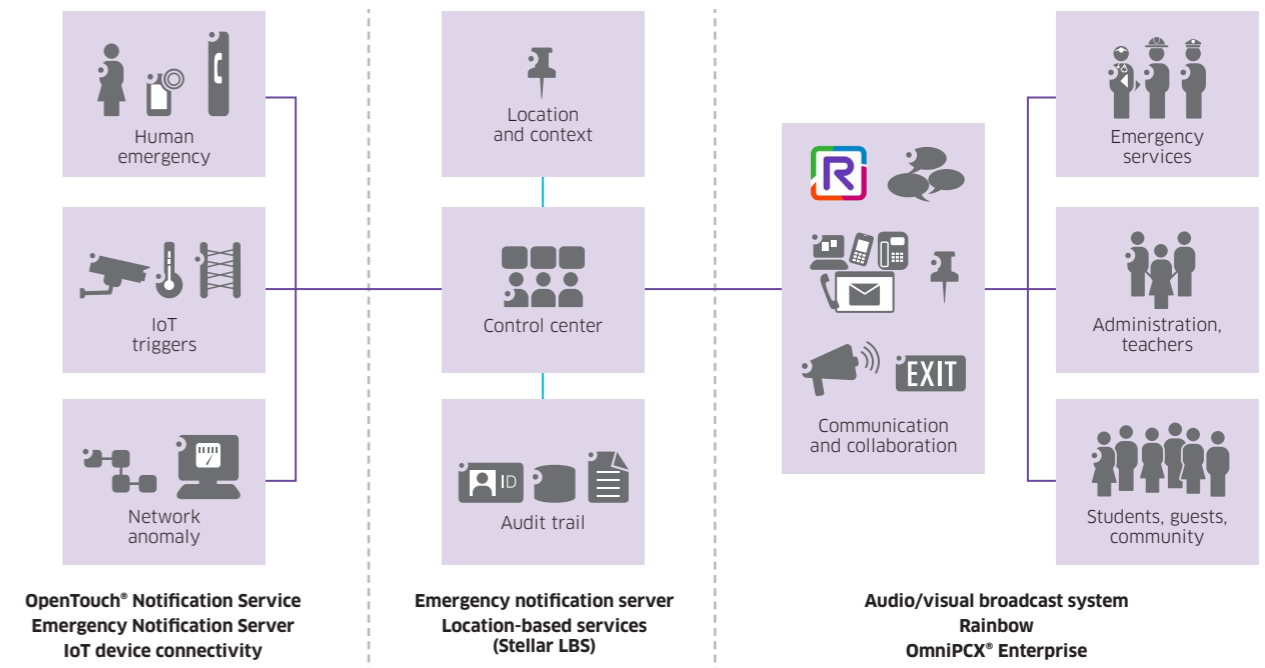 Human
emergency
IoT
triggers
Network
anomaly
OpenTouch® Notification Service
Emergency Notification Server
IoT device connectivity
Location
and context
Control center
ID
Audit trail
Emergency notification server
Location-based services
(Stellar LBS)
R
EXIT
Communication
and collaboration
Emergency
services
Administration,
teachers
Students, guests,
community
Audio/visual broadcast system
Rainbow
OmniPCX® Enterprise